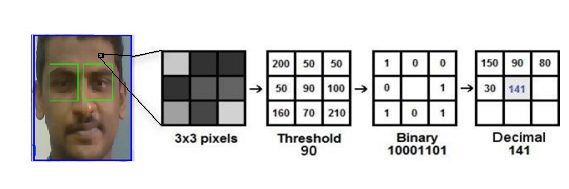 200 50 50
50 90 100
160 70 210
1 0 0
0 1
1 0 1
150 90 80
30 141
3x3 pixels
Threshold
90
Binary
10001101
Decimal
141